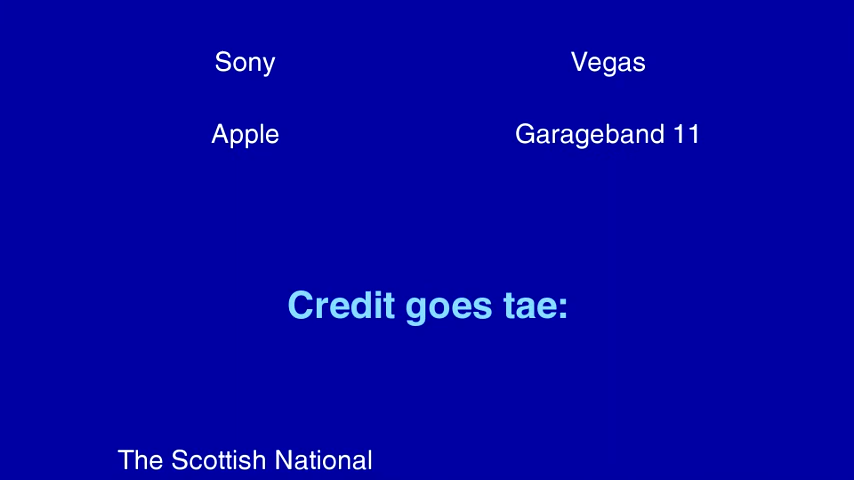 Sony Vegas
Apple Garageband 11
Credit goes tae:
The Scottish National